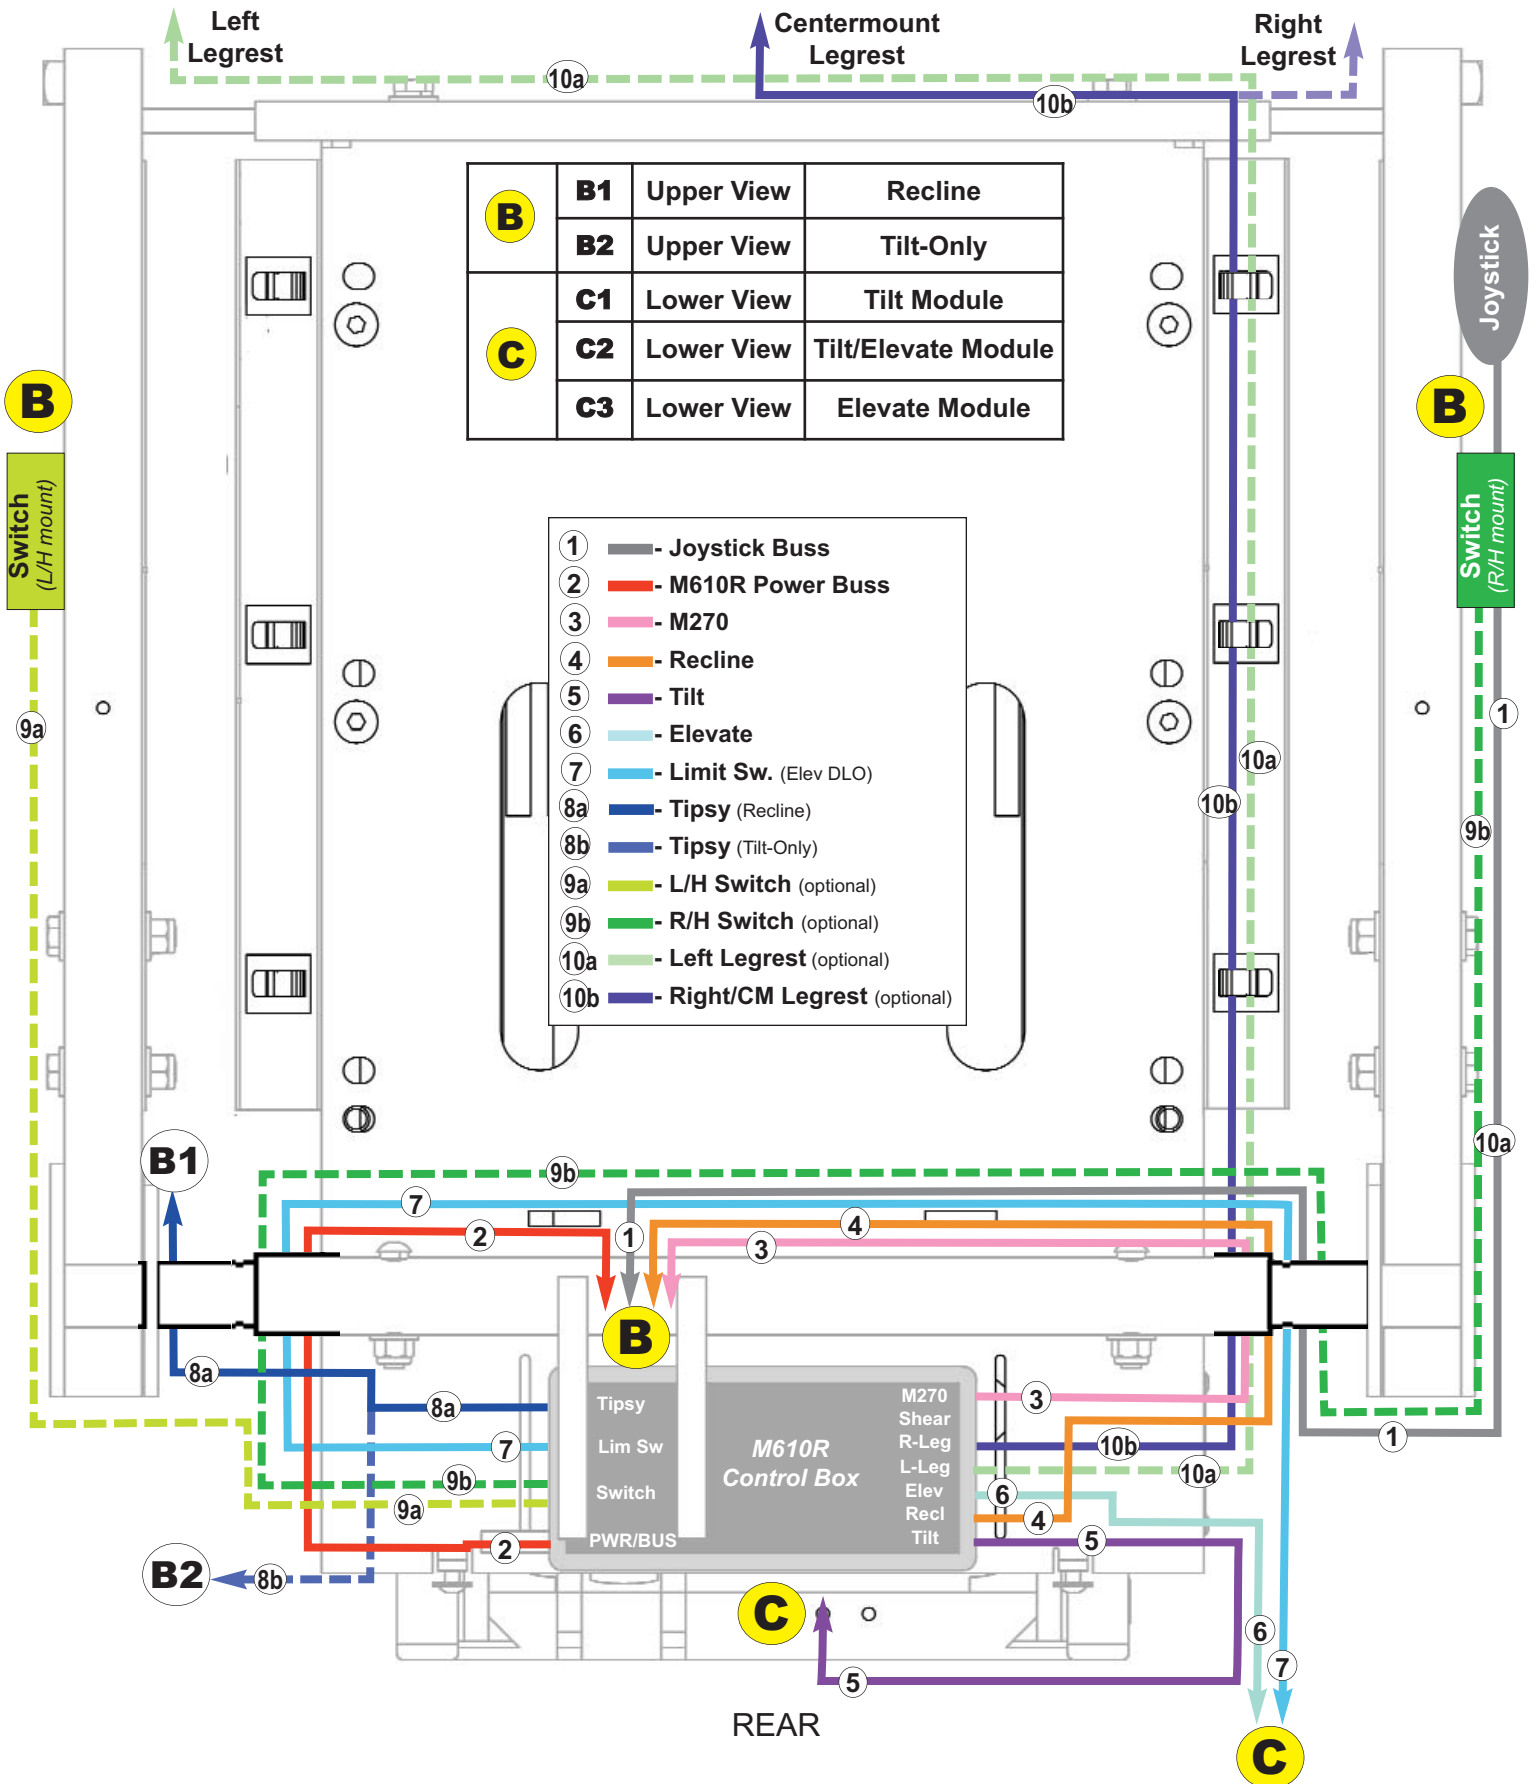 Left
Legrest
Centermount
Legrest
Right
Legrest
10a
10b
B
B1 Upper View Recline
B2 Upper View Tilt-Only
C
C1 Lower View Tilt Module
C2 Lower View Tilt/Elevate Module
C3 Lower View Elevate Module
Joystick
B
B
Switch
(L/H mount)
Switch
(R/H mount)
1 - Joystick Buss
2 - M610R Power Buss
3 - M270
4 - Recline
5 - Tilt
6 - Elevate
7 - Limit Sw. (Elev DLO)
8a - Tipsy (Recline)
8b - Tipsy (Tilt-Only)
9a - L/H Switch (optional)
9b - R/H Switch (optional)
10a - Left Legrest (optional)
10b - Right/CM Legrest (optional)
9a
1
10a
10b
9b
10a
B1
9b
7
2
1
4
3
B
8a
8a
7
9b
9a
2
Tipsy
Lim Sw
Switch
PWR/BUS
M610R
Control Box
M270
Shear
R-Leg
L-Leg
Elev
Recl
Tilt
3
10b
10a
6
4
5
1
B2
8b
C
5
6
7
REAR
C